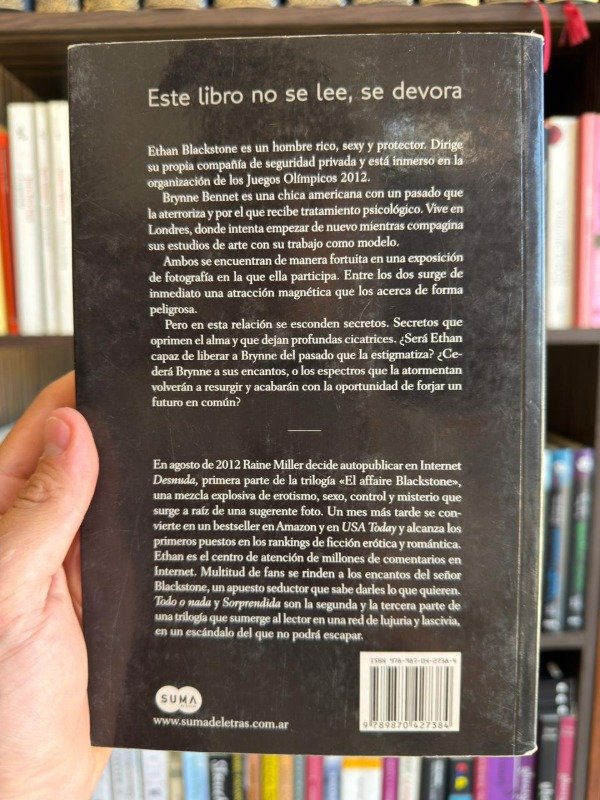 Este libro no se lee, se devora
Ethan Blackstone es un hombre rico, sexy y protector. Dirige
su propia compañía de seguridad privada y está inmerso en la
organización de los Juegos Olímpicos 2012.
Brynne Bennet es una chica americana con un pasado que
la aterroriza y por el que recibe tratamiento psicológico. Vive en
Londres, donde intenta empezar de nuevo mientras compagina
sus estudios de arte con su trabajo como modelo.
Ambos se encuentran de manera fortuita en una exposición
de fotografía en la que ella participa. Entre los dos surge de
inmediato una atracción magnética que los acerca de forma
peligrosa.
Pero en esta relación se esconden secretos. Secretos que
oprimen el alma y que dejan profundas cicatrices. ¿Será Ethan
capaz de liberar a Brynne del pasado que la estigmatiza? ¿Ce-
derá Brynne a sus encantos, o los espectros que la atormentan
volverán a resurgir y acabarán con la oportunidad de forjar un
futuro en común?
En agosto de 2012 Raine Miller decide autopublicar en Internet
Desnuda, primera parte de la trilogía «El affaire Blackstone»,
una mezcla explosiva de erotismo, sexo, control y misterio que
surge a raíz de una sugerente foto. Un mes más tarde se con-
vierte en un bestseller en Amazon y en USA Today y alcanza los
primeros puestos en los rankings de ficción erótica y romántica.
Ethan es el centro de atención de millones de comentarios en
Internet. Multitud de fans se rinden a los encantos del señor
Blackstone, un apuesto seductor que sabe darles lo que quieren.
Todo o nada y Sorprendida son la segunda y la tercera parte de
una trilogía que sumerge al lector en una red de lujuria y lascivia,
en un escándalo del que no podrá escapar.
ISBN 978-987-04-2738-4
SUMA
www.sumadeletras.com.ar
9 789870 427384